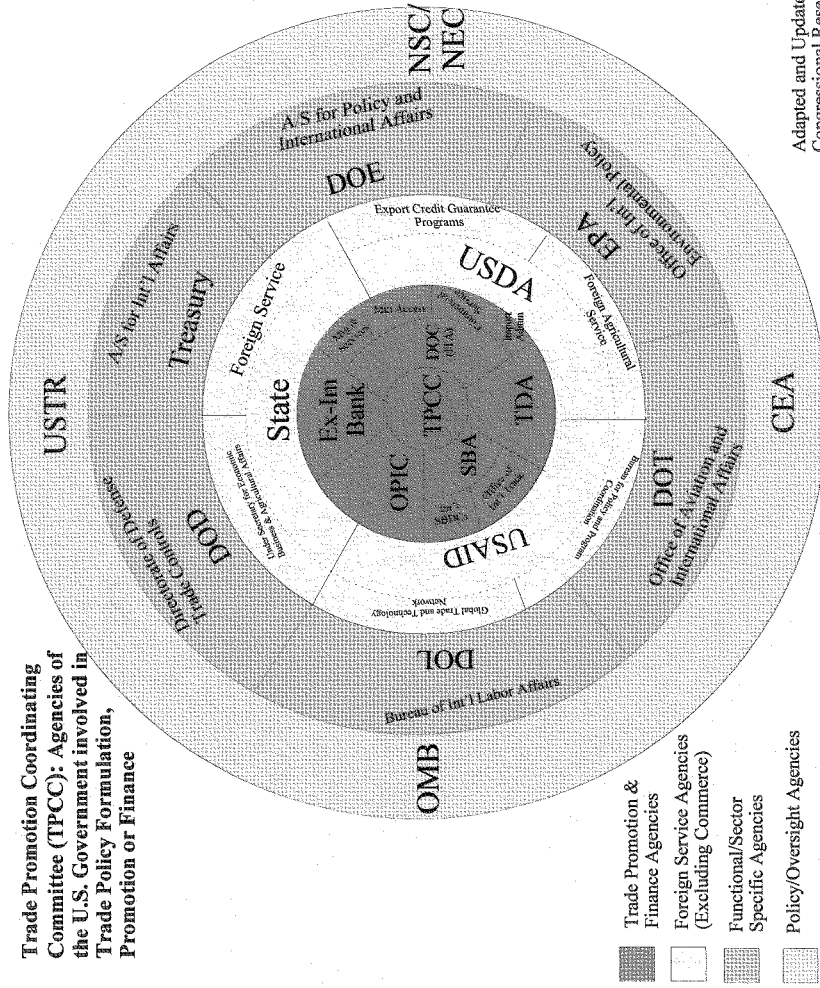 Trade Promotion Coordinating
Committee (TPCC): Agencies of
the U.S. Government involved in
Trade Policy Formulation,
Promotion or Finance
USTR
NSC/
NEC
CEA
OMB
A/S for Int'l Affairs
Treasury
A/S for Policy and
International Affairs
DOE
Office of Int'l
Environmental Policy
EPA
DOT
Office of Aviation and
International Affairs
DOL
Bureau of Int'l Labor Affairs
Directorate of Defense
Trade Controls
DOD
Foreign Service
State
Under Secretary for Economic
Business & Agricultural Affairs
Export Credit Guarantee
Programs
USDA
Foreign Agricultural
Service
USAID
Bureau for Policy and Program
Coordination
Global Trade and Technology
Network
Ex-Im
Bank
OPIC
TPCC
DOC
SBA
Office of
Int'l Trade
TDA
Mkt Access
Trade Promotion &
Finance Agencies
Foreign Service Agencies
(Excluding Commerce)
Functional/Sector
Specific Agencies
Policy/Oversight Agencies
Adapted and
Congressional